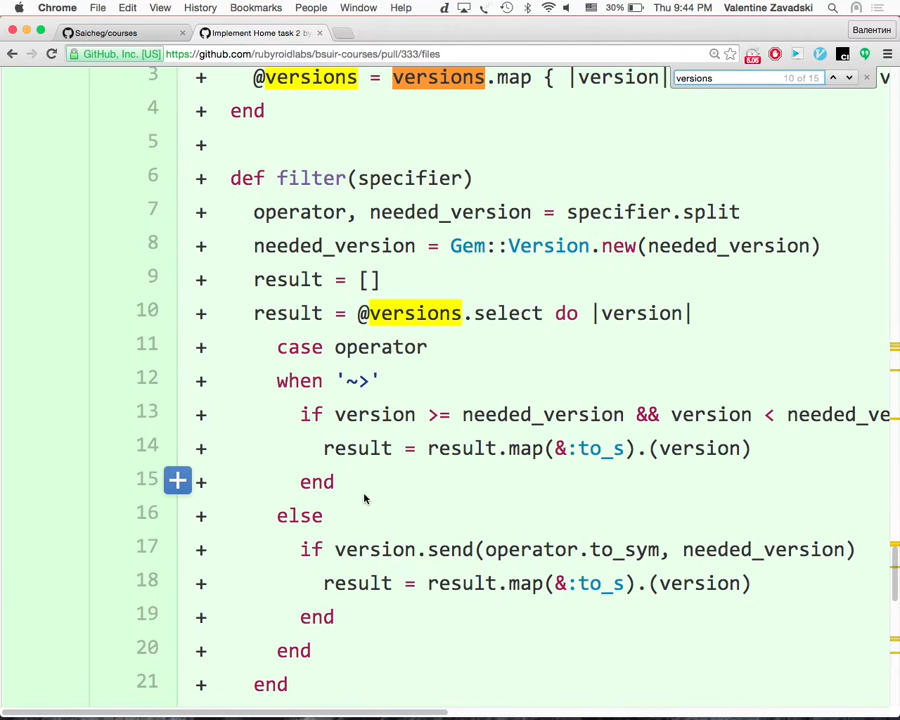 Chrome File Edit View History Bookmarks People Window Help 30% Thu 9:44 PM Valentine Zavadski
Saicheg/courses × Implement Home task 2 by × Валентин
GitHub, Inc. [US] https://github.com/rubyroidlabs/bsuir-courses/pull/333/files
versions 10 of 15
3 + @versions = versions.map { |version| v
4 + end
5 +
6 + def filter(specifier)
7 + operator, needed_version = specifier.split
8 + needed_version = Gem::Version.new(needed_version)
9 + result = []
10 + result = @versions.select do |version|
11 + case operator
12 + when '~>'
13 + if version >= needed_version && version < needed_ve
14 + result = result.map(&:to_s).(version)
15 + end
16 + else
17 + if version.send(operator.to_sym, needed_version)
18 + result = result.map(&:to_s).(version)
19 + end
20 + end
21 + end